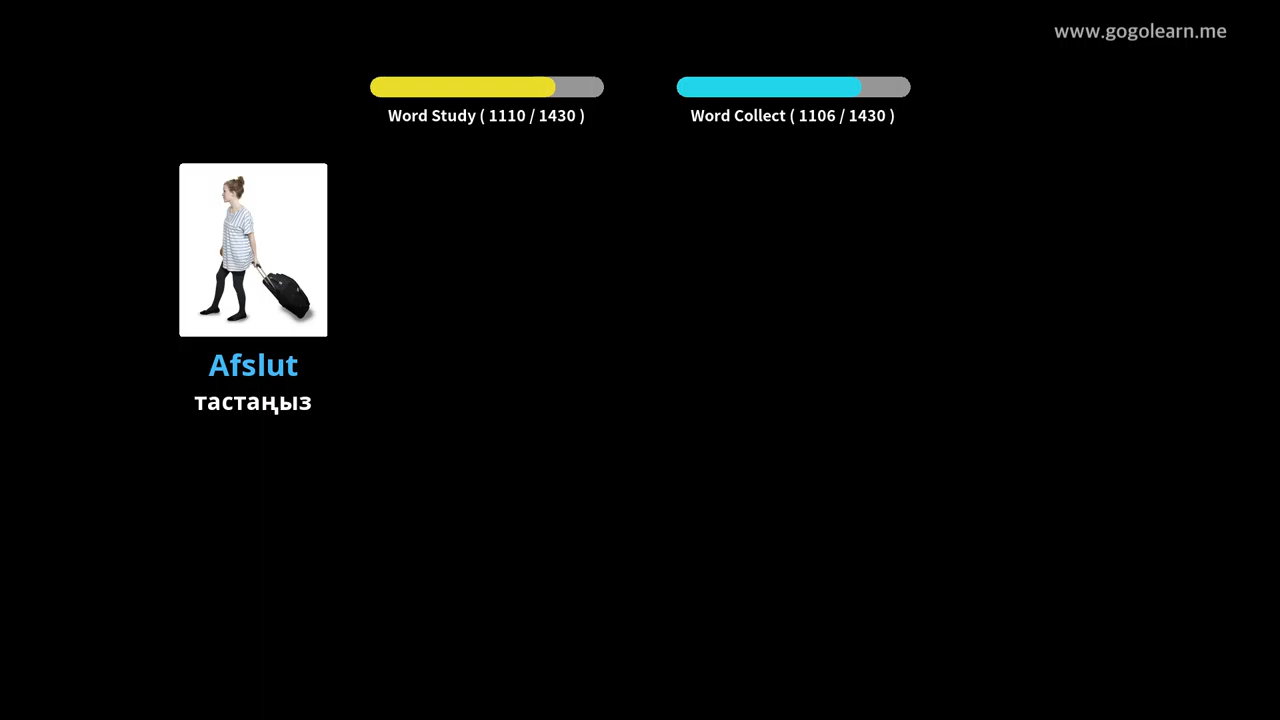 www.gogolearn.me
Word Study ( 1110 / 1430 )
Word Collect ( 1106 / 1430 )
Afslut
тастаңыз